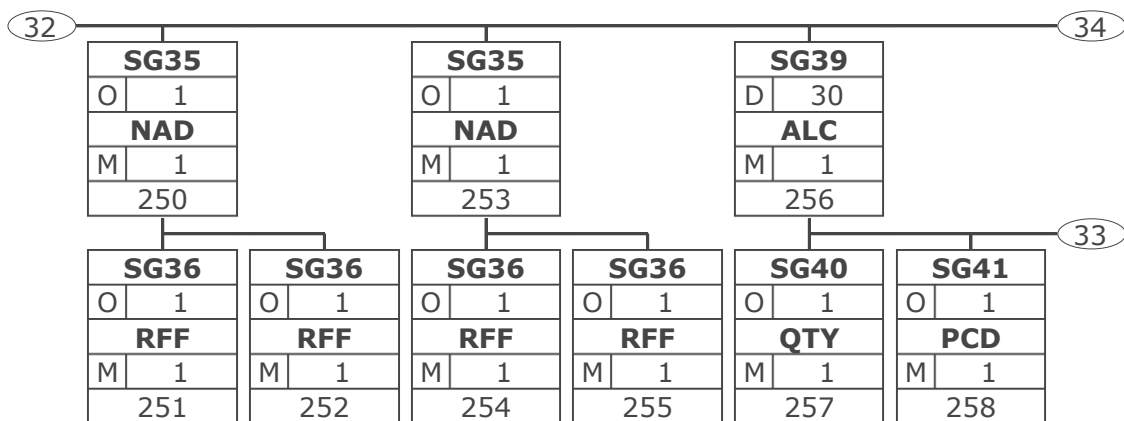 32 34
SG35 SG35 SG39
O 1 O 1 D 30
NAD NAD ALC
M 1 M 1 M 1
250 253 256
33
SG36 SG36 SG36 SG36 SG40 SG41
O 1 O 1 O 1 O 1 O 1 O 1
RFF RFF RFF RFF QTY PCD
M 1 M 1 M 1 M 1 M 1 M 1
251 252 254 255 257 258